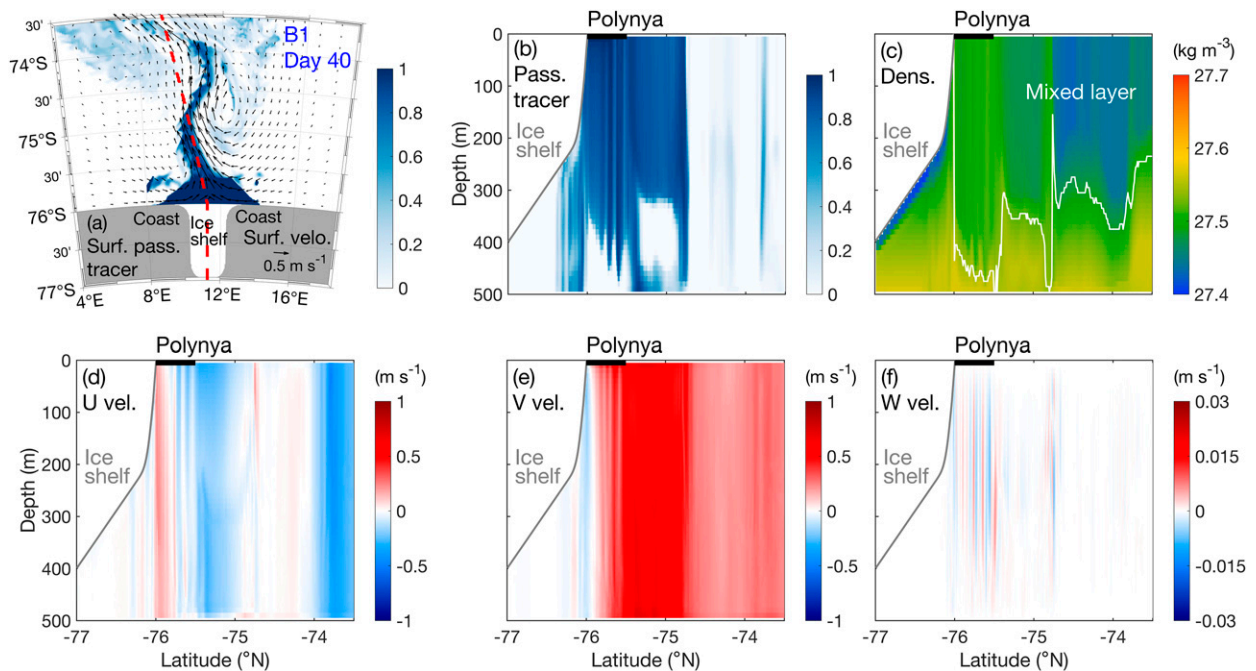 B1
Day 40
30'
74°S
30'
75°S
30'
76°S
30'
77°S
(a)
Surf. pass.
tracer
Coast
Ice
shelf
Coast
Surf. velo.
0.5 m s⁻¹
4°E 8°E 12°E 16°E
1
0.8
0.6
0.4
0.2
0
Polynya
(b)
Pass.
tracer
Ice
shelf
Depth (m)
0
100
200
300
400
500
1
0.8
0.6
0.4
0.2
0
Polynya
(c)
Dens.
Mixed layer
Ice
shelf
(kg m⁻³)
27.7
27.6
27.5
27.4
Polynya
(d)
U vel.
Ice
shelf
Depth (m)
0
100
200
300
400
500
-77 -76 -75 -74
Latitude (°N)
(m s⁻¹)
1
0.5
0
-0.5
-1
Polynya
(e)
V vel.
Ice
shelf
-77 -76 -75 -74
Latitude (°N)
(m s⁻¹)
1
0.5
0
-0.5
-1
Polynya
(f)
W vel.
Ice
shelf
-77 -76 -75 -74
Latitude (°N)
(m s⁻¹)
0.03
0.015
0
-0.015
-0.03